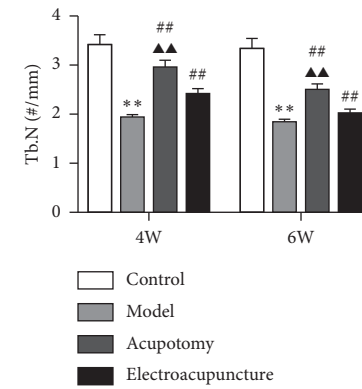 4
3
2
1
0
Tb.N (#/mm)
**
##
▲▲
##
**
##
▲▲
##
4W
6W
Control
Model
Acupotomy
Electroacupuncture